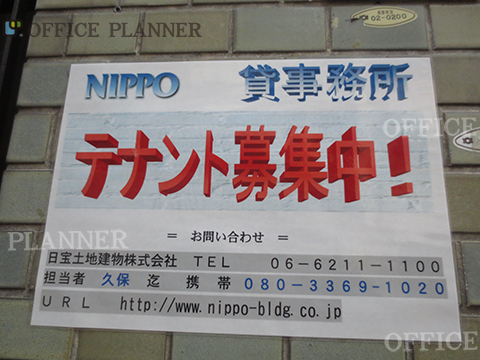 OFFICE PLANNER
02-0200
NIPPO 貸事務所
テナント募集中!
= お問い合わせ =
日宝土地建物株式会社 TEL 06-6211-1100
担当者 久保 迄 携帯 080-3369-1020
URL http://www.nippo-bldg.co.jp
OFFICE
OFFICE
PLANNER
OFFICE